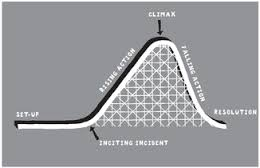 CLIMAX
RISING ACTION
FALLING ACTION
SET-UP
RESOLUTION
INCITING INCIDENT